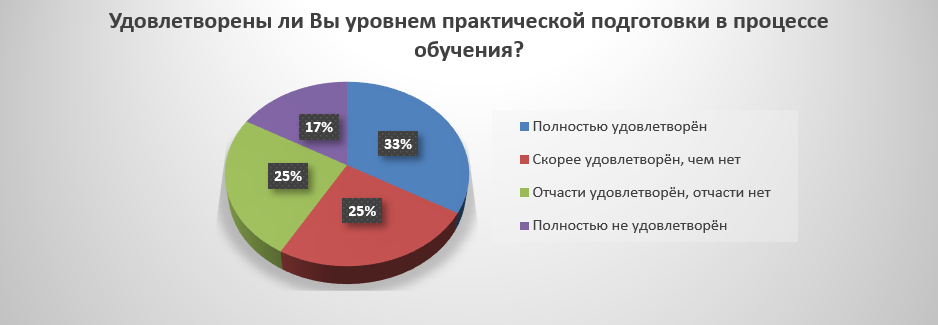 Удовлетворены ли Вы уровнем практической подготовки в процессе
обучения?
33%
25%
25%
17%
Полностью удовлетворён
Скорее удовлетворён, чем нет
Отчасти удовлетворён, отчасти нет
Полностью не удовлетворён